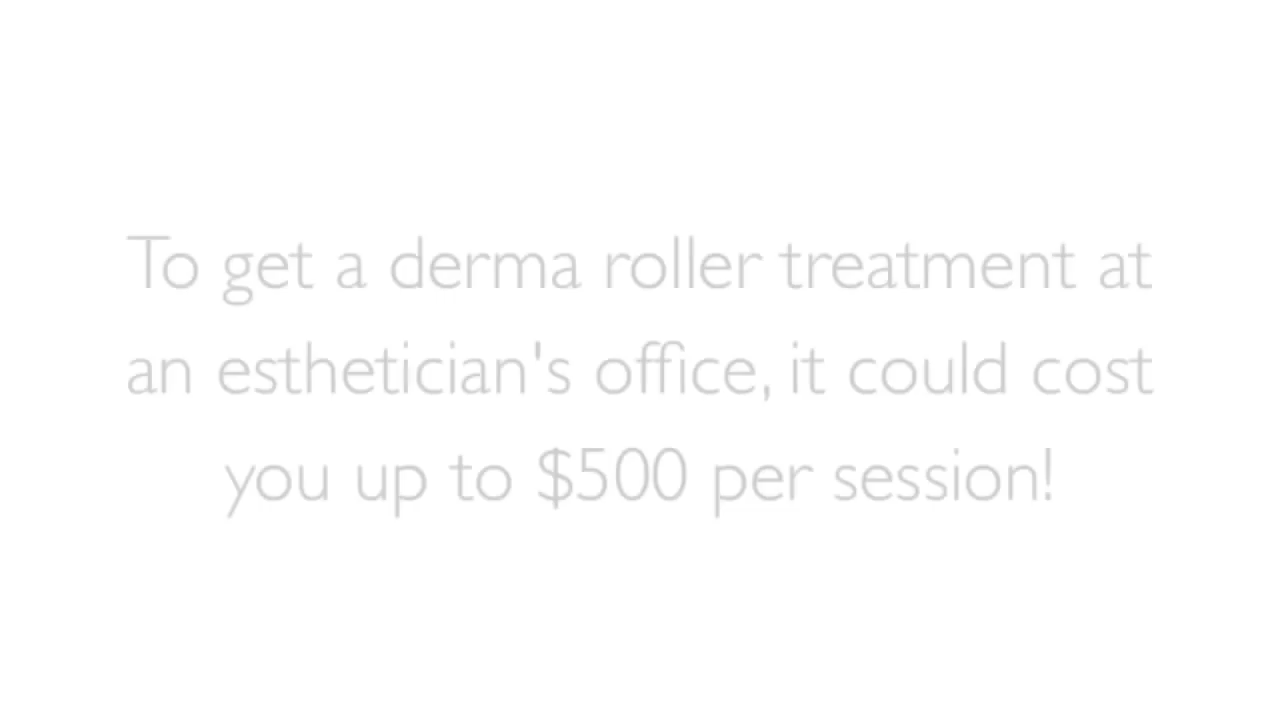 To get a derma roller treatment at
an esthetician's office, it could cost
you up to $500 per session!